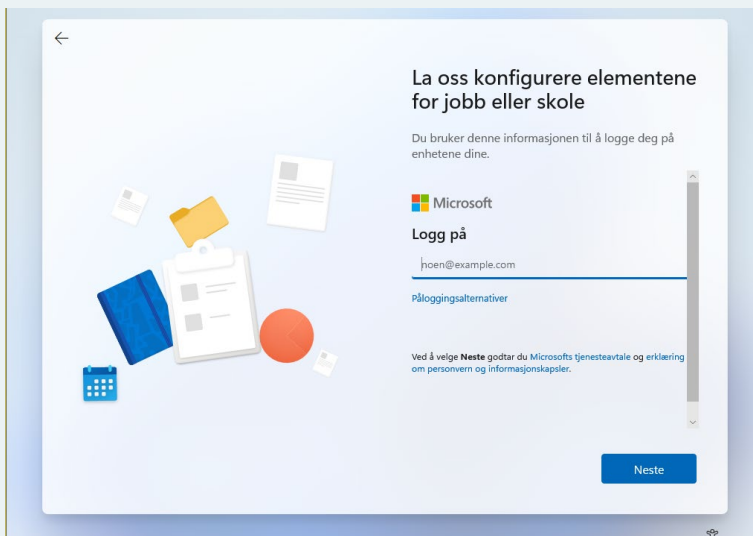 La oss konfigurere elementene
for jobb eller skole
Du bruker denne informasjonen til å logge deg på
enhetene dine.
Microsoft
Logg på
noen@example.com
Påloggingsalternativer
Ved å velge Neste godtar du Microsofts tjenesteavtale og erklæring
om personvern og informasjonskapsler.
Neste